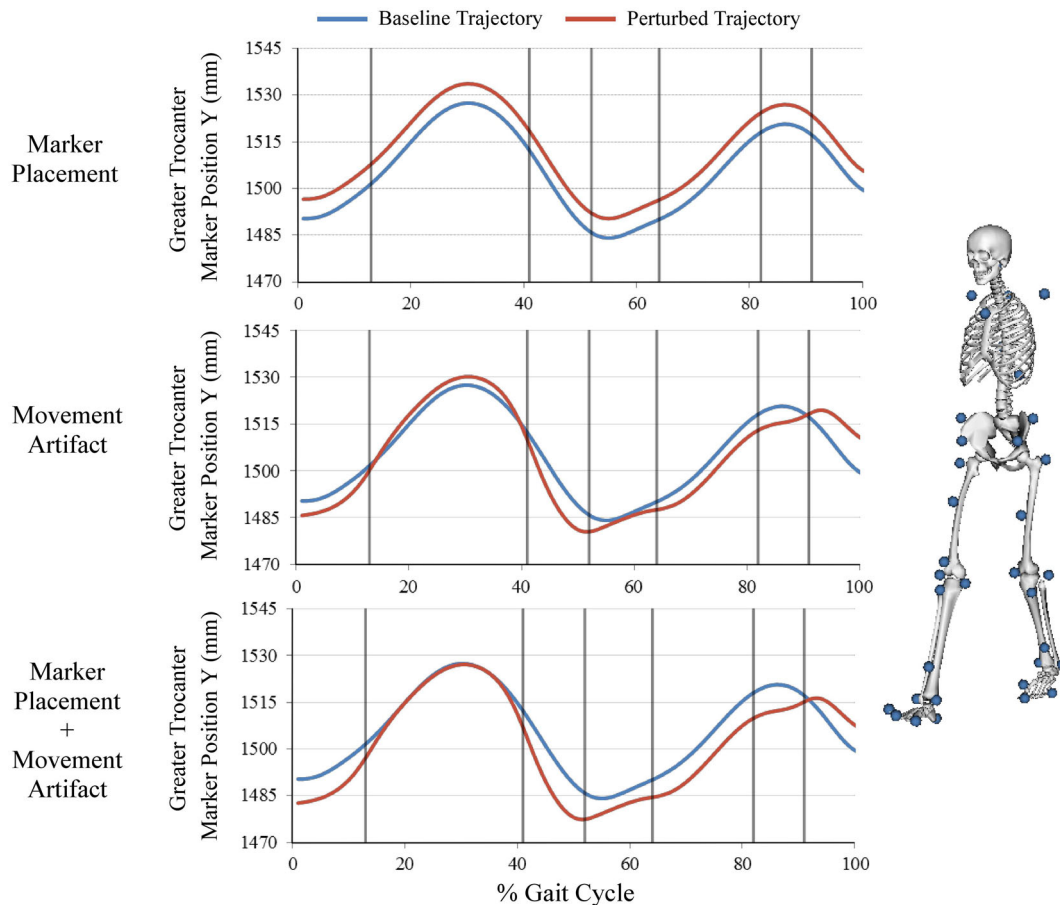 Baseline Trajectory Perturbed Trajectory
Marker
Placement
Greater Trocanter
Marker Position Y (mm)
1545
1530
1515
1500
1485
1470
0 20 40 60 80 100
Movement
Artifact
Greater Trocanter
Marker Position Y (mm)
1545
1530
1515
1500
1485
1470
0 20 40 60 80 100
Marker
Placement
+
Movement
Artifact
Greater Trocanter
Marker Position Y (mm)
1545
1530
1515
1500
1485
1470
0 20 40 60 80 100
% Gait Cycle